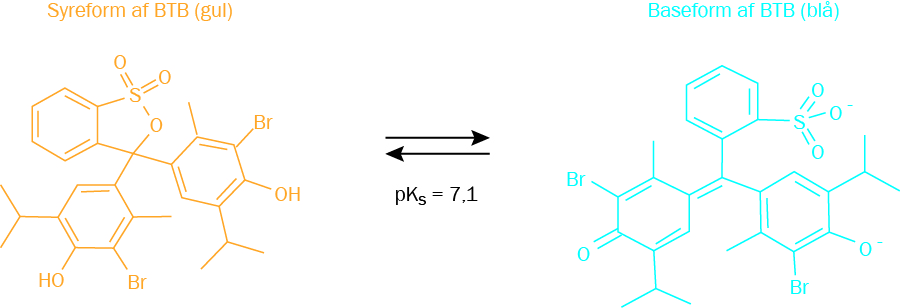 Syreform af BTB (gul)
Baseform af BTB (blå)
O
O
S
O
Br
OH
HO
Br
pKs = 7,1
O
S
O -
O
Br
O
O -
Br